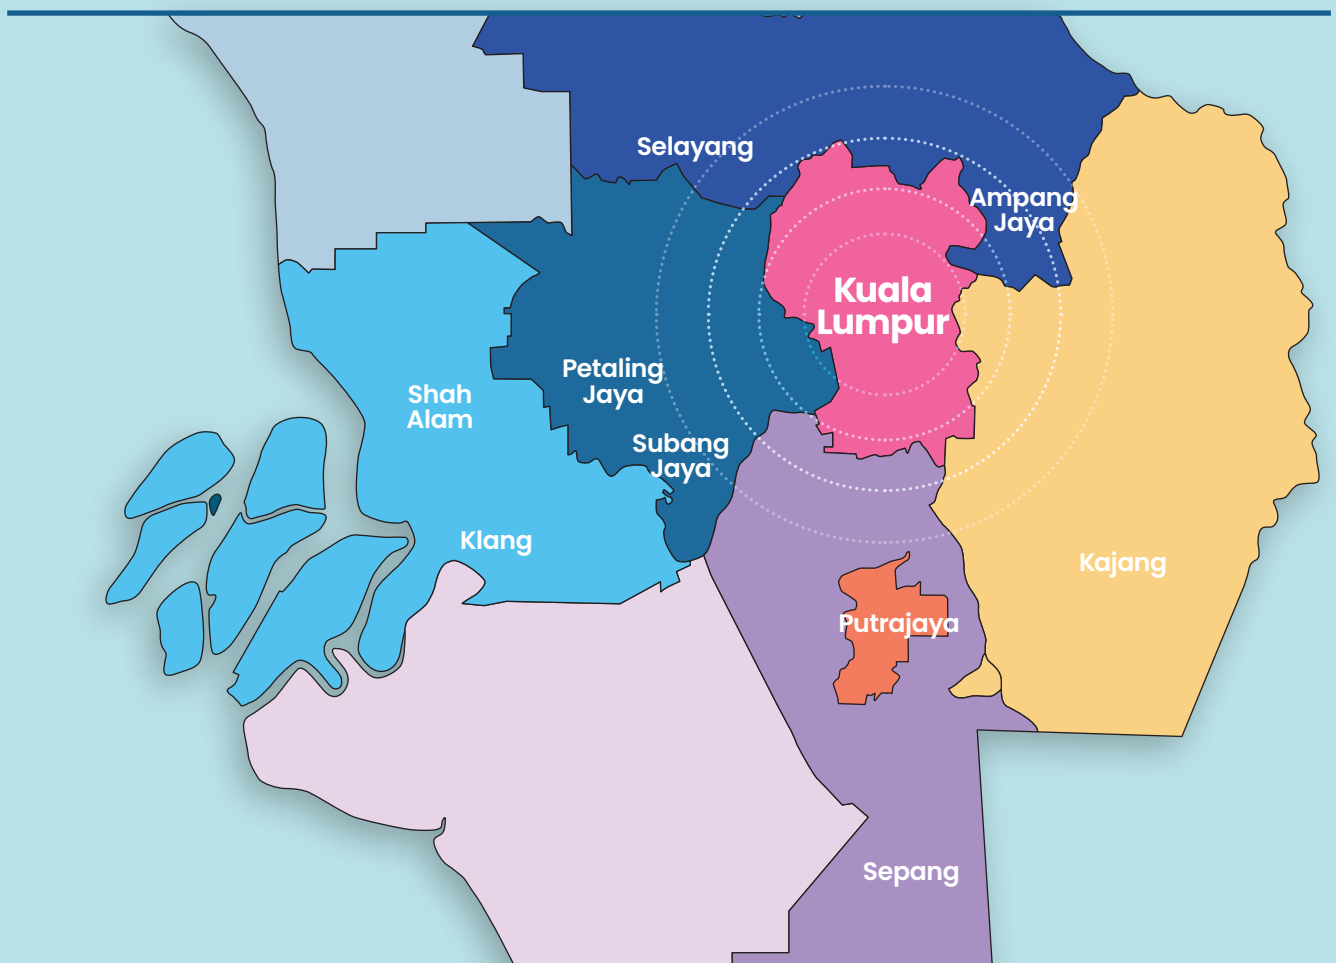 Selayang
Ampang
Jaya
Kuala
Lumpur
Petaling
Jaya
Shah
Alam
Subang
Jaya
Klang
Kajang
Putrajaya
Sepang